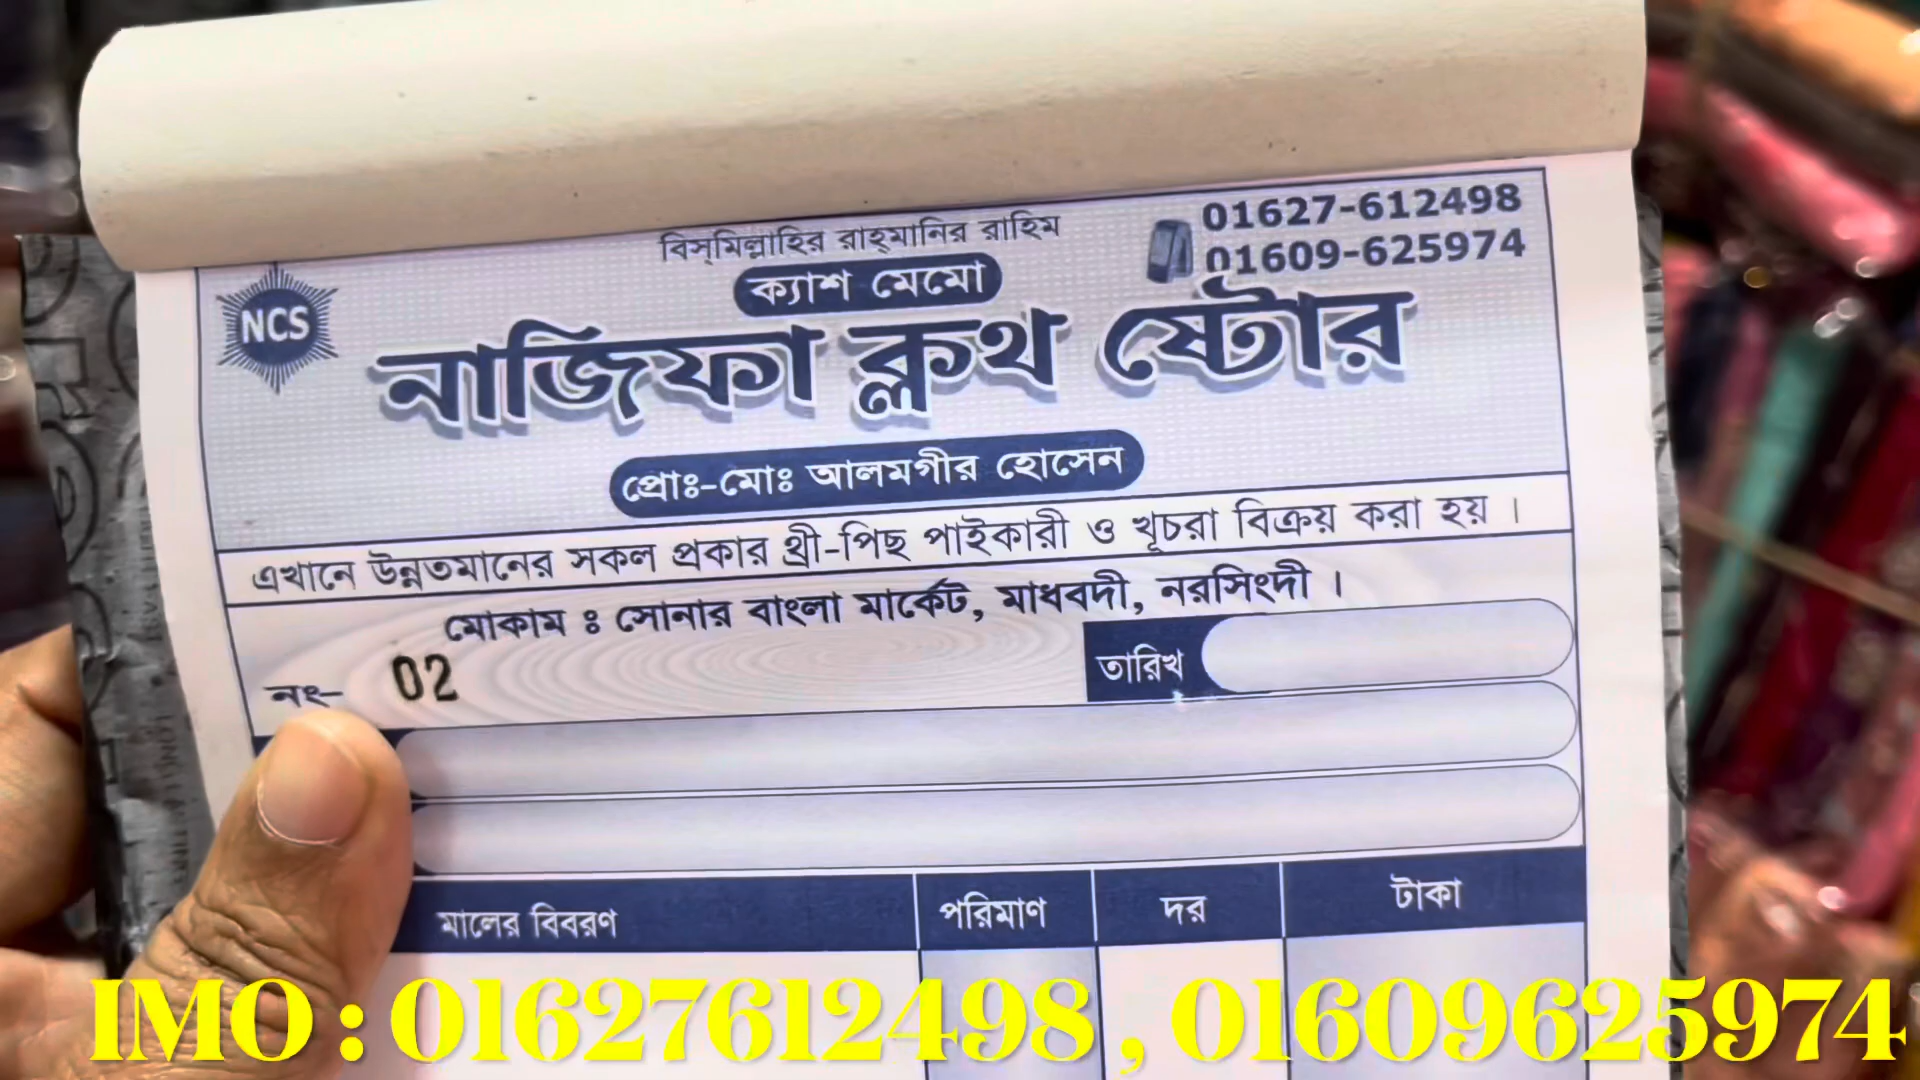 বিস্‌মিল্লাহির রাহ্‌মানির রাহিম
01627-612498
01609-625974
ক্যাশ মেমো
NCS
নাজিফা ক্লথ ষ্টোর
প্রোঃ-মোঃ আলমগীর হোসেন
এখানে উন্নতমানের সকল প্রকার থ্রী-পিছ পাইকারী ও খূচরা বিক্রয় করা হয় ।
মোকাম ঃ সোনার বাংলা মার্কেট, মাধবদী, নরসিংদী ।
নং- 02
তারিখ
মালের বিবরণ পরিমাণ দর টাকা
IMO : 01627612498 , 01609625974